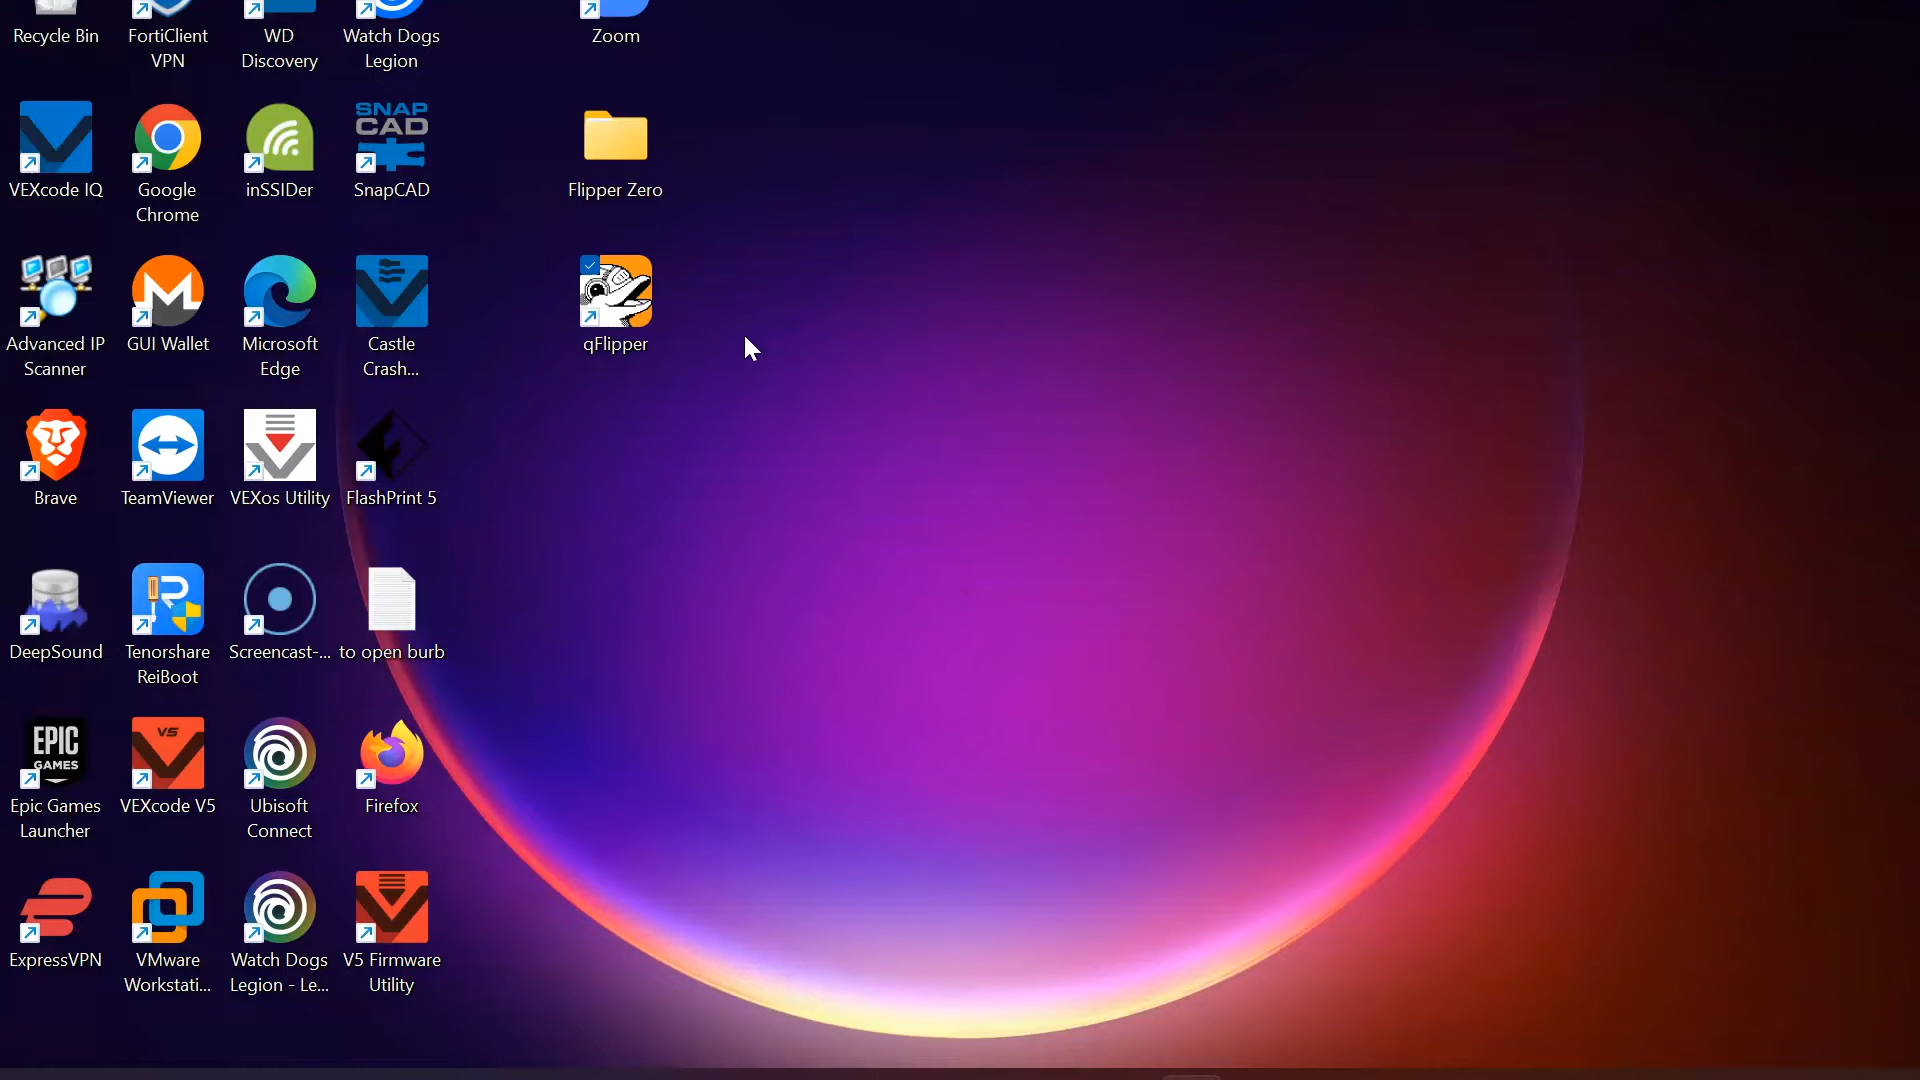 Recycle Bin
FortiClient
VPN
WD
Discovery
Watch Dogs
Legion
Zoom
VEXcode IQ
Google
Chrome
inSSIDer
SNAP
CAD
SnapCAD
Flipper Zero
Advanced IP
Scanner
GUI Wallet
Microsoft
Edge
Castle
Crash...
qFlipper
Brave
TeamViewer
VEXos Utility
FlashPrint 5
DeepSound
Tenorshare
ReiBoot
Screencast-...
to open burb
EPIC
GAMES
Epic Games
Launcher
V5
VEXcode V5
Ubisoft
Connect
Firefox
ExpressVPN
VMware
Workstati...
Watch Dogs
Legion - Le...
V5 Firmware
Utility